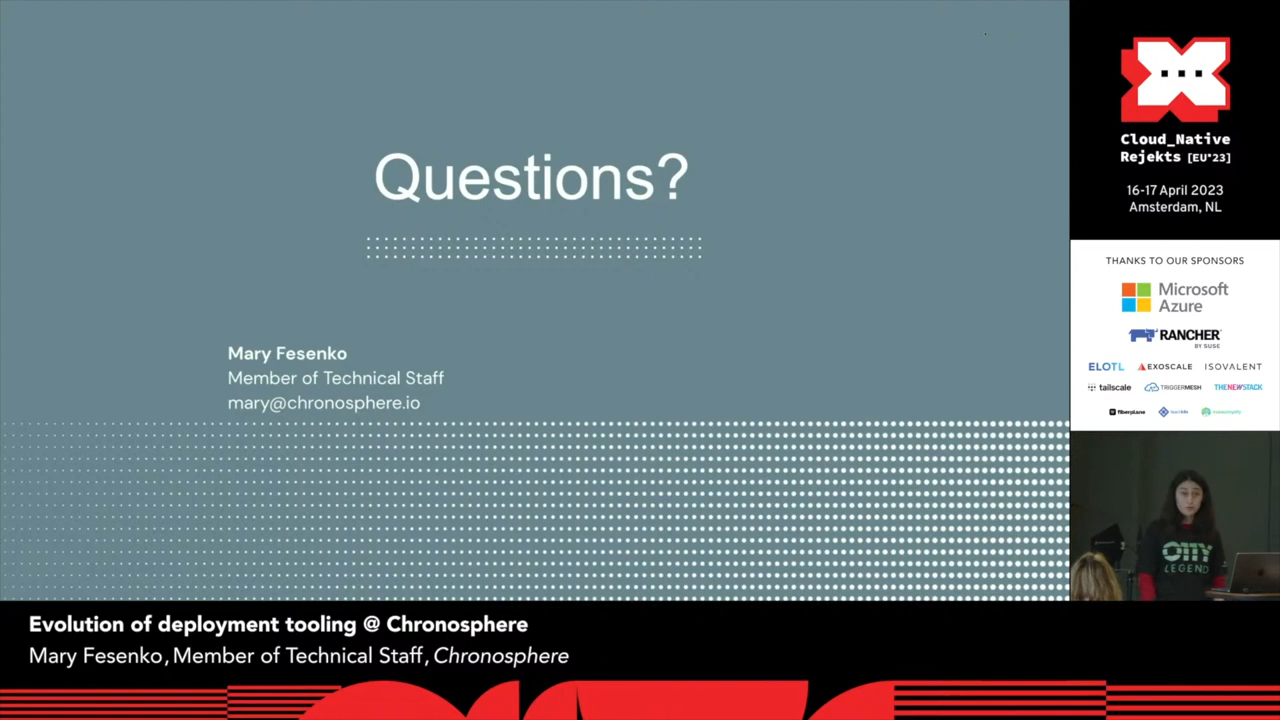 Questions?
Mary Fesenko
Member of Technical Staff
mary@chronosphere.io
Cloud_Native
Rejekts [EU*23]
16-17 April 2023
Amsterdam, NL
THANKS TO OUR SPONSORS
Microsoft
Azure
RANCHER
BY SUSE
ELOTL
EXOSCALE
ISOVALENT
tailscale
TRIGGERMESH
THENEWSTACK
fiberplane
O11Y
LEGEND
Evolution of deployment tooling @ Chronosphere
Mary Fesenko, Member of Technical Staff, Chronosphere